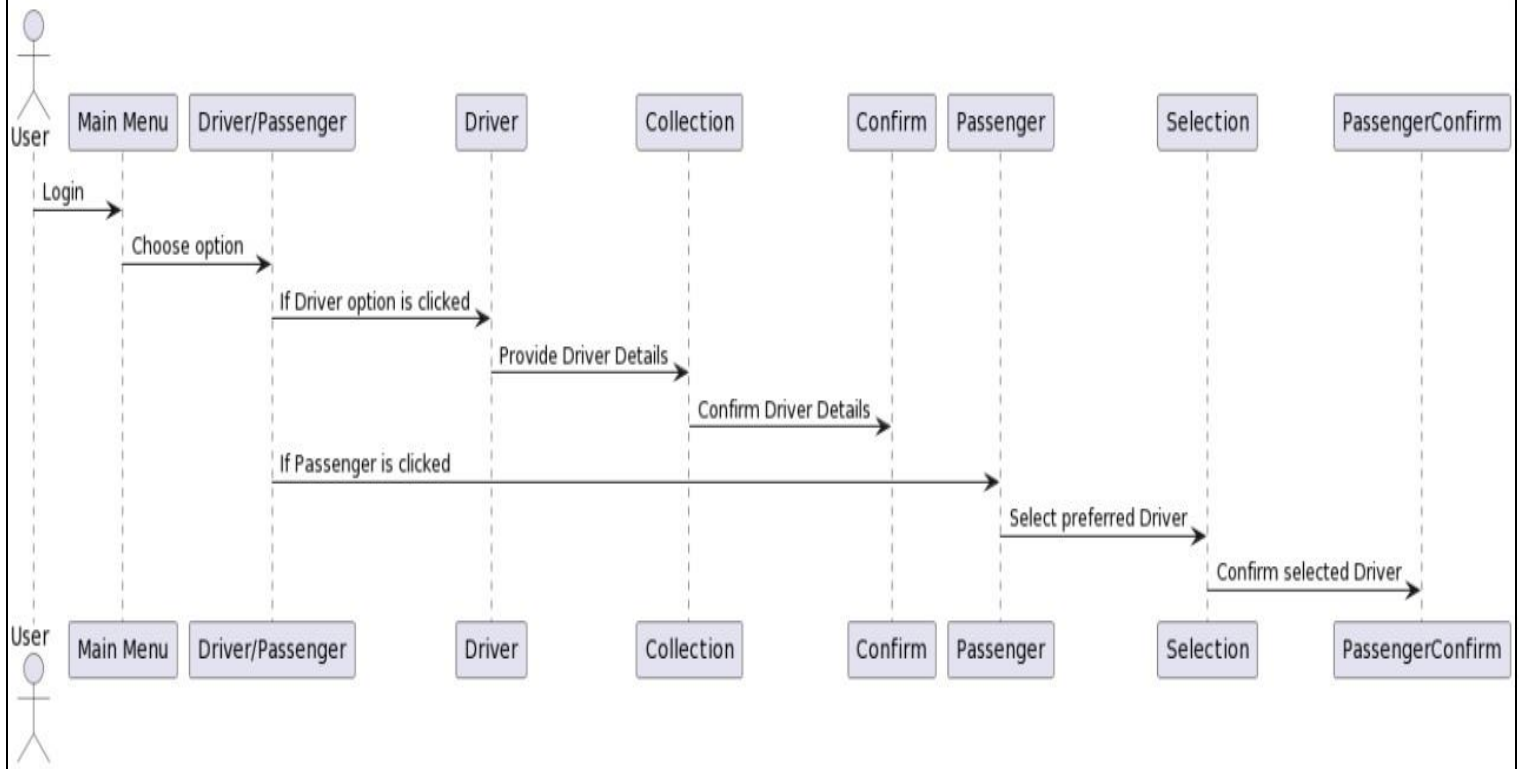 User
Main Menu
Driver/Passenger
Driver
Collection
Confirm
Passenger
Selection
PassengerConfirm
Login
Choose option
If Driver option is clicked
Provide Driver Details
Confirm Driver Details
If Passenger is clicked
Select preferred Driver
Confirm selected Driver
User
Main Menu
Driver/Passenger
Driver
Collection
Confirm
Passenger
Selection
PassengerConfirm